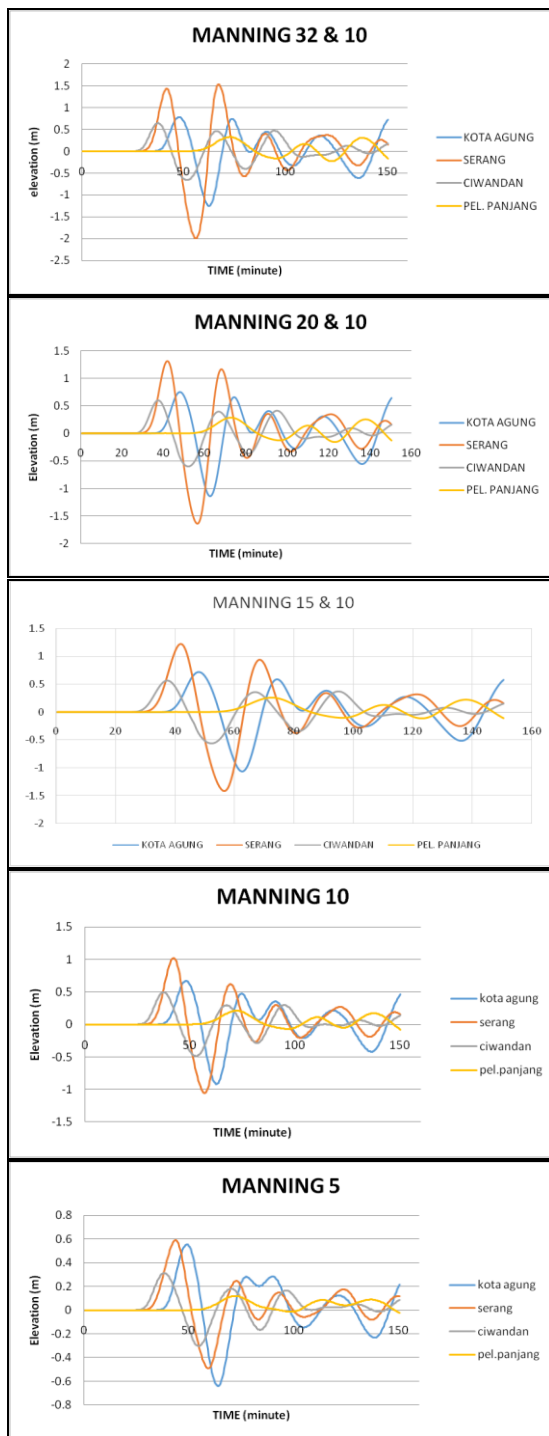 MANNING 32 & 10
2
1.5
1
0.5
0
-0.5
-1
-1.5
-2
-2.5
0 50 100 150
elevation (m)
TIME (minute)
KOTA AGUNG
SERANG
CIWANDAN
PEL. PANJANG
MANNING 20 & 10
1.5
1
0.5
0
-0.5
-1
-1.5
-2
0 20 40 60 80 100 120 140 160
Elevation (m)
TIME (minute)
KOTA AGUNG
SERANG
CIWANDAN
PEL. PANJANG
MANNING 15 & 10
1.5
1
0.5
0
-0.5
-1
-1.5
-2
0 20 40 60 80 100 120 140 160
KOTA AGUNG SERANG CIWANDAN PEL. PANJANG
MANNING 10
1.5
1
0.5
0
-0.5
-1
-1.5
0 50 100 150
Elevation (m)
TIME (minute)
kota agung
serang
ciwandan
pel.panjang
MANNING 5
0.8
0.6
0.4
0.2
0
-0.2
-0.4
-0.6
-0.8
0 50 100 150
Elevation (m)
TIME (minute)
kota agung
serang
ciwandan
pel.panjang